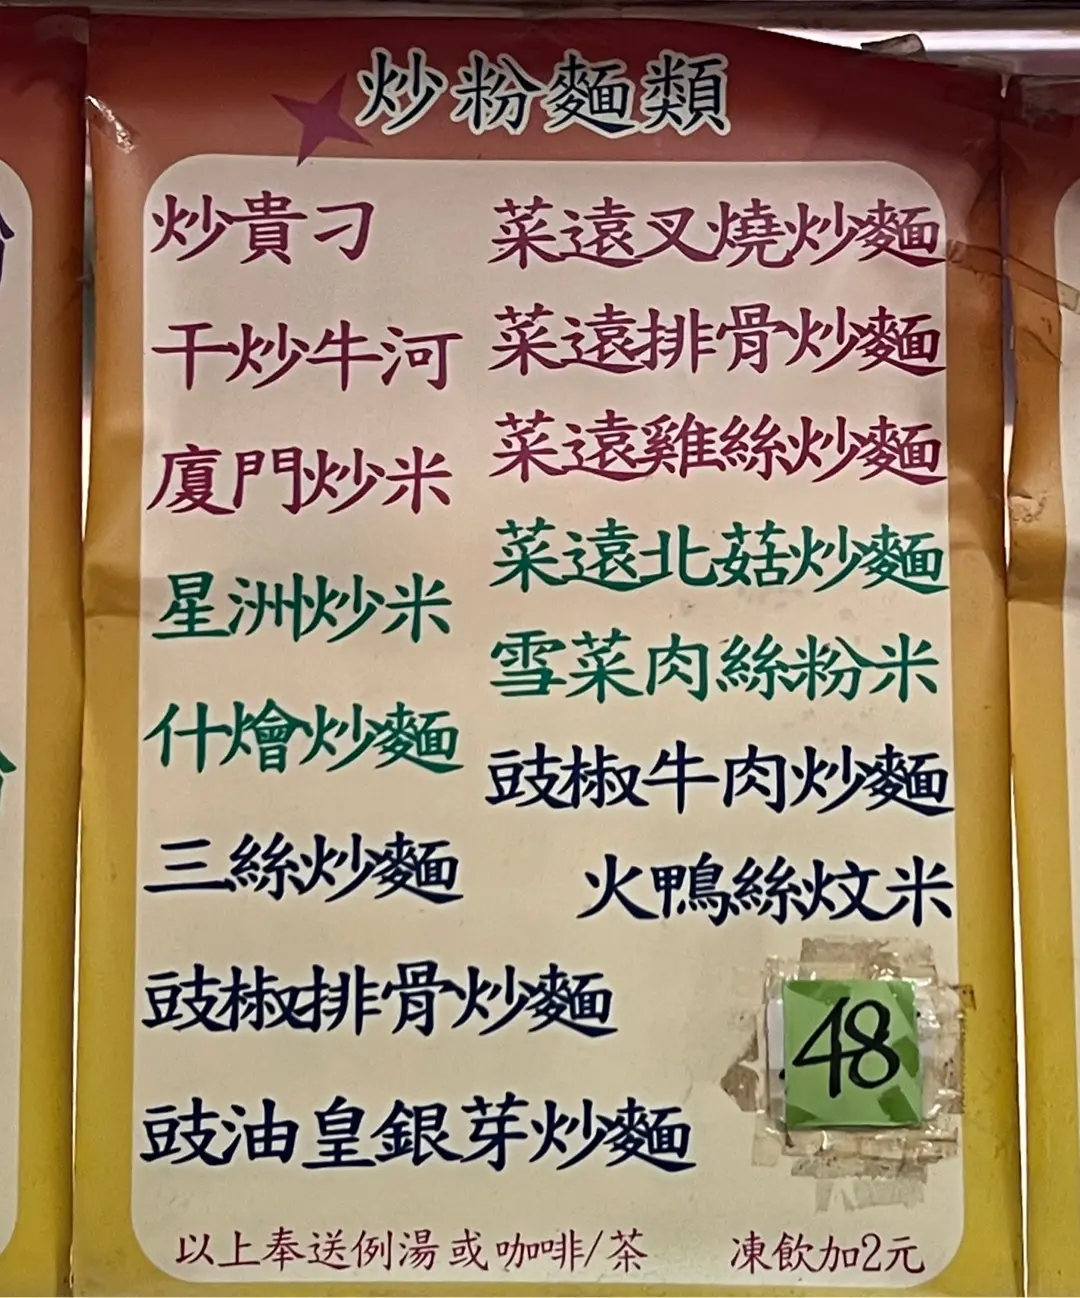 炒粉麵類
炒貴刁
干炒牛河
廈門炒米
星洲炒米
什燴炒麵
三絲炒麵
豉椒排骨炒麵
豉油皇銀芽炒麵
菜遠叉燒炒麵
菜遠排骨炒麵
菜遠雞絲炒麵
菜遠北菇炒麵
雪菜肉絲粉米
豉椒牛肉炒麵
火鴨絲炆米
48
以上奉送例湯或咖啡/茶 凍飲加2元